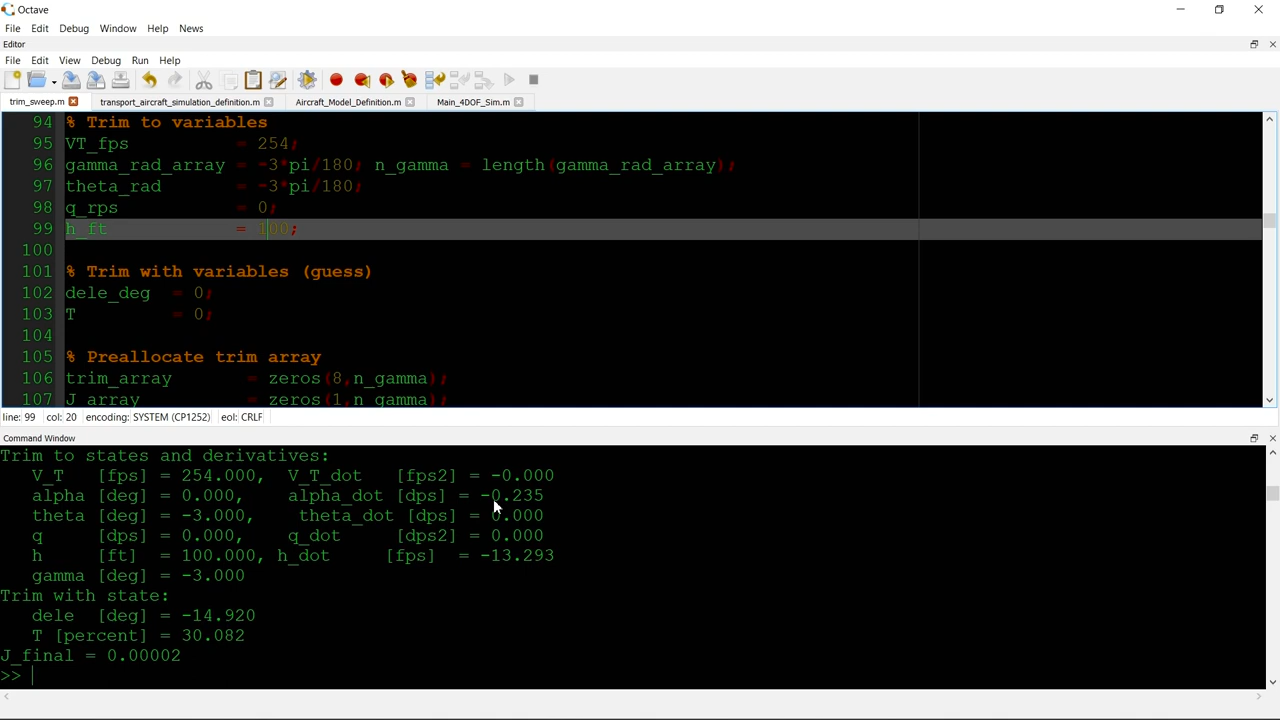 Octave
File Edit Debug Window Help News
Editor
File Edit View Debug Run Help
trim_sweep.m transport_aircraft_simulation_definition.m Aircraft_Model_Definition.m Main_4DOF_Sim.m
94 % Trim to variables
95 VT_fps = 254;
96 gamma_rad_array = -3*pi/180; n_gamma = length(gamma_rad_array);
97 theta_rad = -3*pi/180;
98 q_rps = 0;
99 h_ft = 100;
100
101 % Trim with variables (guess)
102 dele_deg = 0;
103 T = 0;
104
105 % Preallocate trim array
106 trim_array = zeros(8,n_gamma);
107 J_array = zeros(1,n_gamma);
line: 99 col: 20 encoding: SYSTEM (CP1252) eol: CRLF
Command Window
Trim to states and derivatives:
V_T [fps] = 254.000, V_T_dot [fps2] = -0.000
alpha [deg] = 0.000, alpha_dot [dps] = -0.235
theta [deg] = -3.000, theta_dot [dps] = 0.000
q [dps] = 0.000, q_dot [dps2] = 0.000
h [ft] = 100.000, h_dot [fps] = -13.293
gamma [deg] = -3.000
Trim with state:
dele [deg] = -14.920
T [percent] = 30.082
J_final = 0.00002
>>